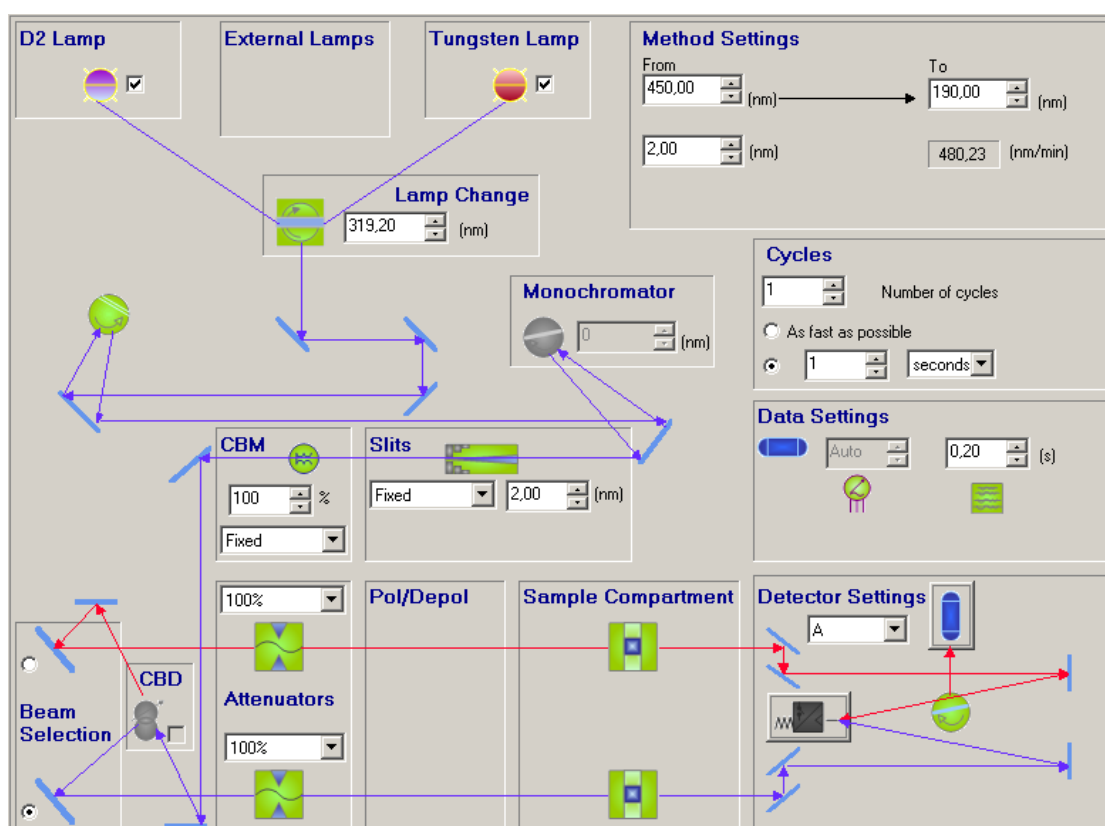 D2 Lamp
External Lamps
Tungsten Lamp
Method Settings
From
To
450,00 (nm)
190,00 (nm)
2,00 (nm)
480,23 (nm/min)
Lamp Change
319,20 (nm)
Cycles
1 Number of cycles
As fast as possible
1 seconds
Monochromator
0 (nm)
Data Settings
Auto
0,20 (s)
CBM
100 %
Fixed
Slits
Fixed 2,00 (nm)
100%
Pol/Depol
Sample Compartment
Detector Settings
A
CBD
Beam
Selection
Attenuators
100%